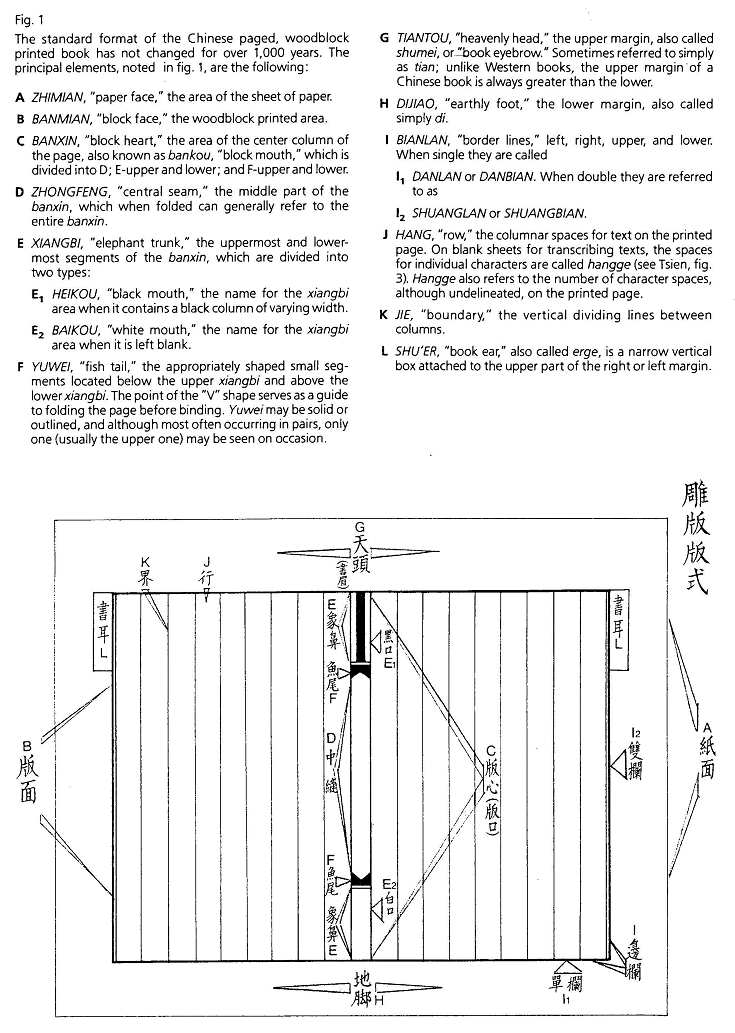 Fig. 1
The standard format of the Chinese paged, woodblock
printed book has not changed for over 1,000 years. The
principal elements, noted in fig. 1, are the following:
A ZHIMIAN, "paper face," the area of the sheet of paper.
B BANMIAN, "block face," the woodblock printed area.
C BANXIN, "block heart," the area of the center column of
the page, also known as bankou, "block mouth," which is
divided into D; E-upper and lower; and F-upper and lower.
D ZHONGFENG, "central seam," the middle part of the
banxin, which when folded can generally refer to the
entire banxin.
E XIANGBI, "elephant trunk," the uppermost and lower-
most segments of the banxin, which are divided into
two types:
E1 HEIKOU, "black mouth," the name for the xiangbi
area when it contains a black column of varying width.
E2 BAIKOU, "white mouth," the name for the xiangbi
area when it is left blank.
F YUWEI, "fish tail," the appropriately shaped small seg-
ments located below the upper xiangbi and above the
lower xiangbi. The point of the "V" shape serves as a guide
to folding the page before binding. Yuwei may be solid or
outlined, and although most often occurring in pairs, only
one (usually the upper one) may be seen on occasion.
G TIANTOU, "heavenly head," the upper margin, also called
shumei, or "book eyebrow." Sometimes referred to simply
as tian; unlike Western books, the upper margin of a
Chinese book is always greater than the lower.
H DIJIAO, "earthly foot," the lower margin, also called
simply di.
I BIANLAN, "border lines," left, right, upper, and lower.
When single they are called
I1 DANLAN or DANBIAN. When double they are referred
to as
I2 SHUANGLAN or SHUANGBIAN.
J HANG, "row," the columnar spaces for text on the printed
page. On blank sheets for transcribing texts, the spaces
for individual characters are called hangge (see Tsien, fig.
3). Hangge also refers to the number of character spaces,
although undelineated, on the printed page.
K JIE, "boundary," the vertical dividing lines between
columns.
L SHU'ER, "book ear," also called erge, is a narrow vertical
box attached to the upper part of the right or left margin.
雕版版式
G
天頭
(書眉)
K
界
J
行
書耳 L
E
象鼻
黑口
E1
書耳 L
魚尾
F
B
版面
D
中縫
C
版心(版口)
I2
雙欄
A
紙面
F
魚尾
E2
白口
象鼻
E
I
邊欄
地脚 H
單欄
I1